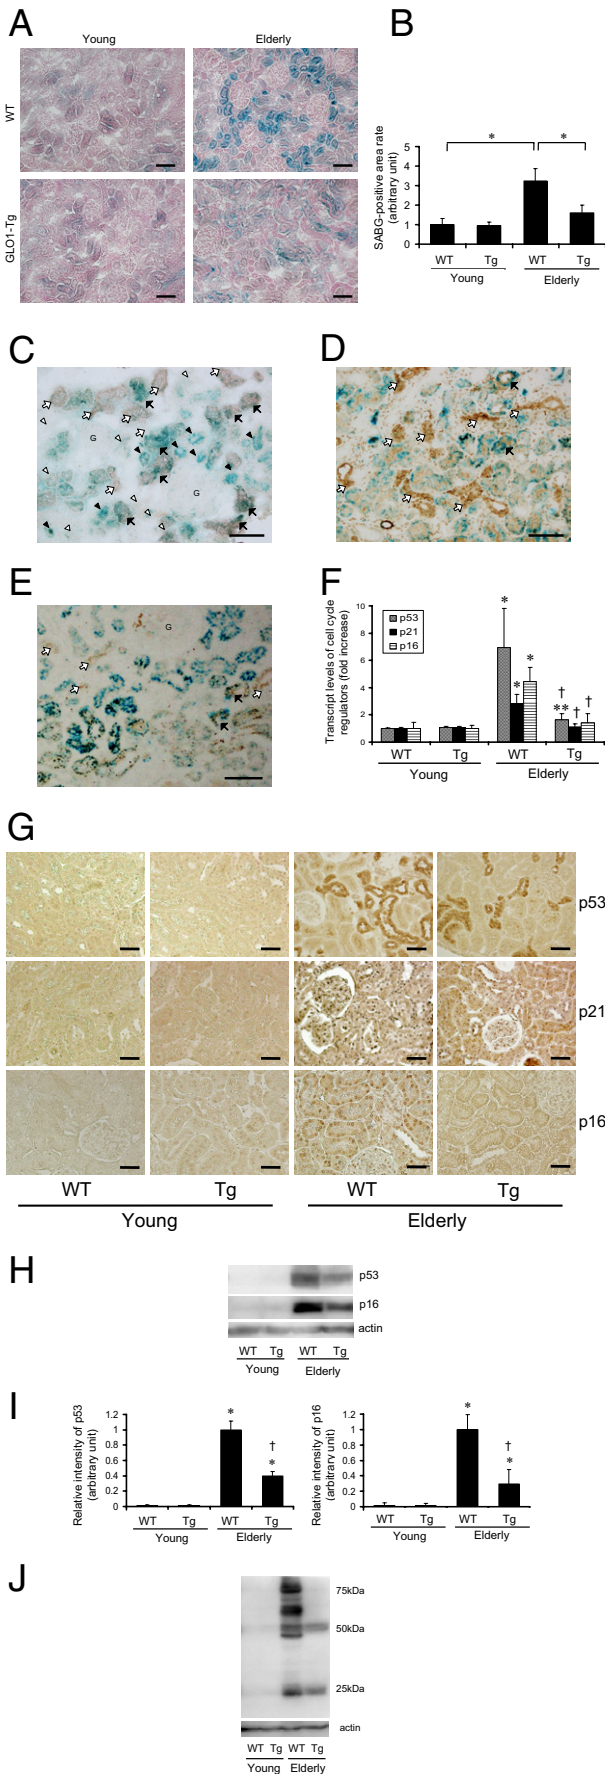 A
Young
Elderly
WT
GLO1-Tg
B
SABG-positive area rate
(arbitrary unit)
5
4
3
2
1
0
*
*
WT
Tg
WT
Tg
Young
Elderly
C
G
G
D
E
G
F
Transcript levels of cell cycle
regulators (fold increase)
10
8
6
4
2
0
p53
p21
p16
*
*
*
†
**
†
†
WT
Tg
WT
Tg
Young
Elderly
G
p53
p21
p16
WT
Tg
WT
Tg
Young
Elderly
H
p53
p16
actin
WT Tg WT Tg
Young Elderly
I
Relative intensity of p53
(arbitrary unit)
1.2
1
0.8
0.6
0.4
0.2
0
*
†
*
WT Tg WT Tg
Young Elderly
Relative intensity of p16
(arbitrary unit)
1.2
1
0.8
0.6
0.4
0.2
0
*
†
*
WT Tg WT Tg
Young Elderly
J
75kDa
50kDa
25kDa
actin
WT Tg WT Tg
Young Elderly